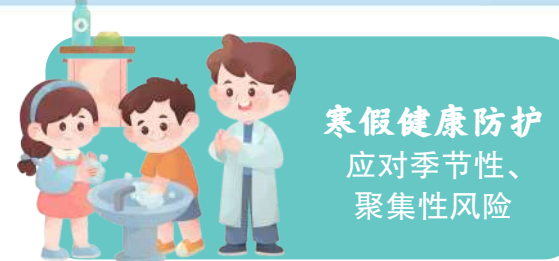 寒假健康防护
应对季节性、
聚集性风险